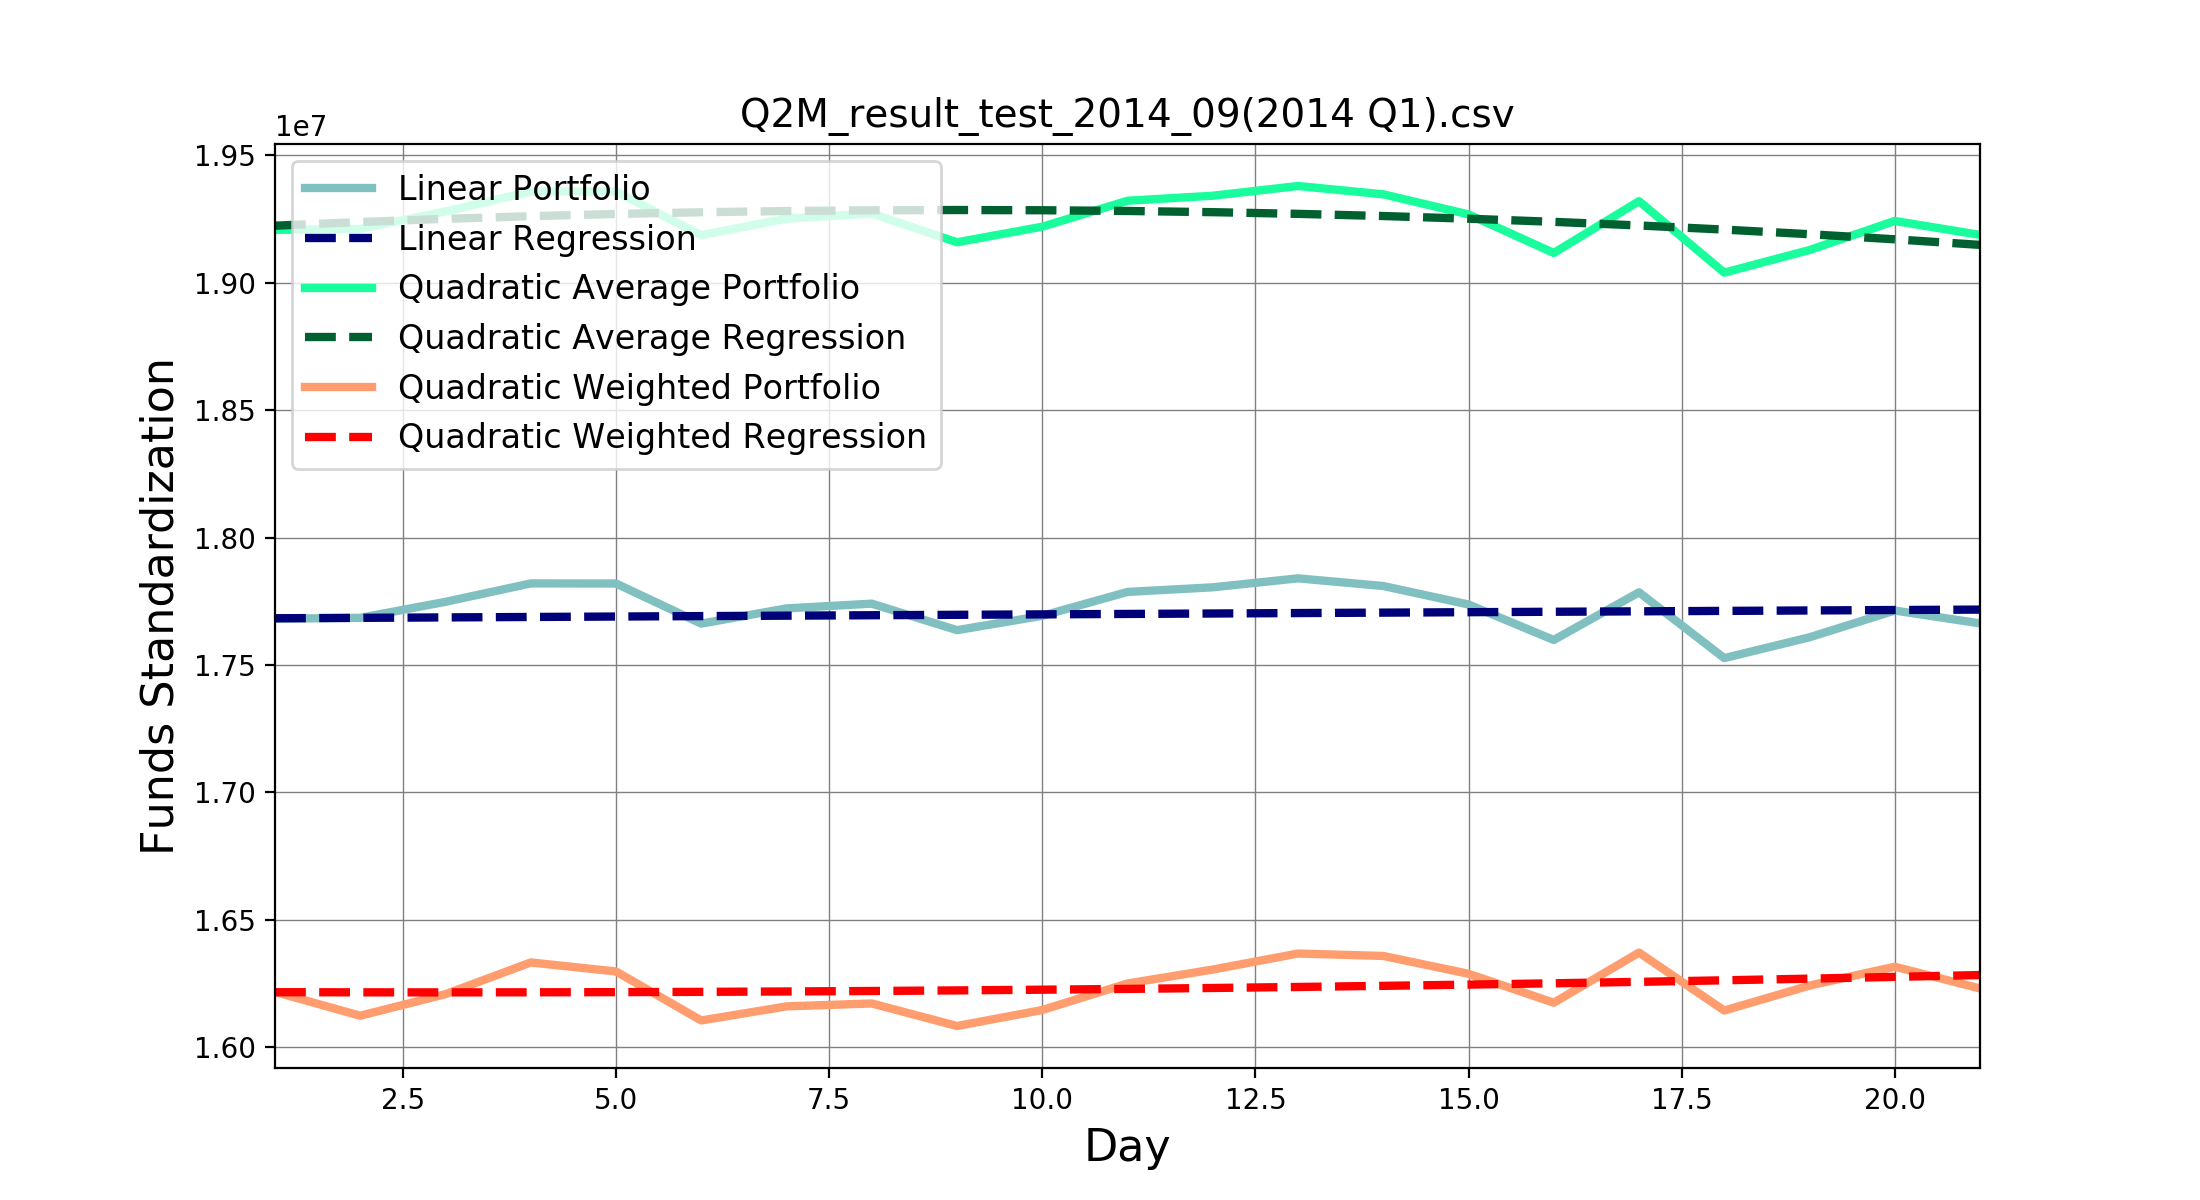 Q2M_result_test_2014_09(2014 Q1).csv
1e7
1.95
1.90
1.85
1.80
1.75
1.70
1.65
1.60
Funds Standardization
Linear Portfolio
Linear Regression
Quadratic Average Portfolio
Quadratic Average Regression
Quadratic Weighted Portfolio
Quadratic Weighted Regression
2.5 5.0 7.5 10.0 12.5 15.0 17.5 20.0
Day